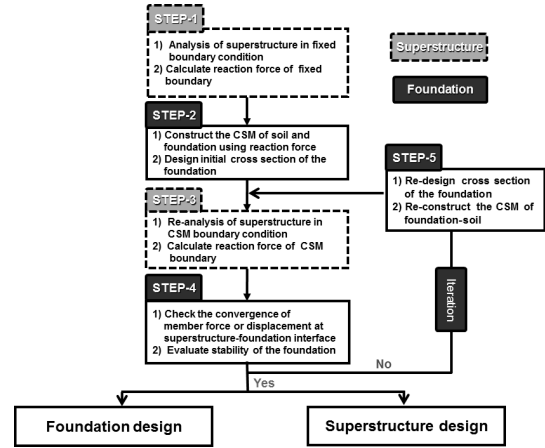 STEP-1
1) Analysis of superstructure in fixed
boundary condition
2) Calculate reaction force of fixed
boundary
Superstructure
Foundation
STEP-2
1) Construct the CSM of soil and
foundation using reaction force
2) Design initial cross section of the
foundation
STEP-5
1) Re-design cross section
of the foundation
2) Re-construct the CSM of
foundation-soil
STEP-3
1) Re-analysis of superstructure in
CSM boundary condition
2) Calculate reaction force of CSM
boundary
Iteration
STEP-4
1) Check the convergence of
member force or displacement at
superstructure-foundation interface
2) Evaluate stability of the foundation
No
Yes
Foundation design
Superstructure design